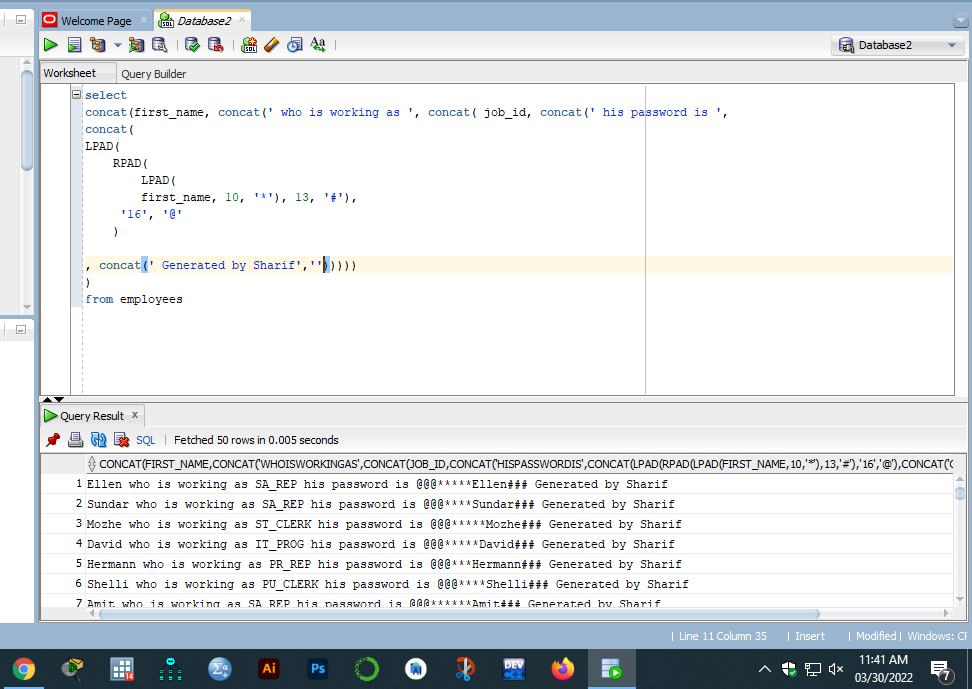 Welcome Page
Database2
Database2
Worksheet
Query Builder
select
concat(first_name, concat(' who is working as ', concat( job_id, concat(' his password is ',
concat(
LPAD(
RPAD(
LPAD(
first_name, 10, '*'), 13, '#'),
'16', '@'
)
, concat(' Generated by Sharif','')))))
)
from employees
Query Result
SQL
Fetched 50 rows in 0.005 seconds
CONCAT(FIRST_NAME,CONCAT('WHOISWORKINGAS',CONCAT(JOB_ID,CONCAT('HISPASSWORDIS',CONCAT(LPAD(RPAD(LPAD(FIRST_NAME,10,'*'),13,'#'),'16','@'),CONCAT('G
1 Ellen who is working as SA_REP his password is @@@*****Ellen### Generated by Sharif
2 Sundar who is working as SA_REP his password is @@@****Sundar### Generated by Sharif
3 Mozhe who is working as ST_CLERK his password is @@@*****Mozhe### Generated by Sharif
4 David who is working as IT_PROG his password is @@@*****David### Generated by Sharif
5 Hermann who is working as PR_REP his password is @@@***Hermann### Generated by Sharif
6 Shelli who is working as PU_CLERK his password is @@@****Shelli### Generated by Sharif
7 Amit who is working as SA_REP his password is @@@******Amit### Generated by Sharif
Line 11 Column 35
Insert
Modified
Windows: CR
14
Ai
Ps
DEV
11:41 AM
03/30/2022
7